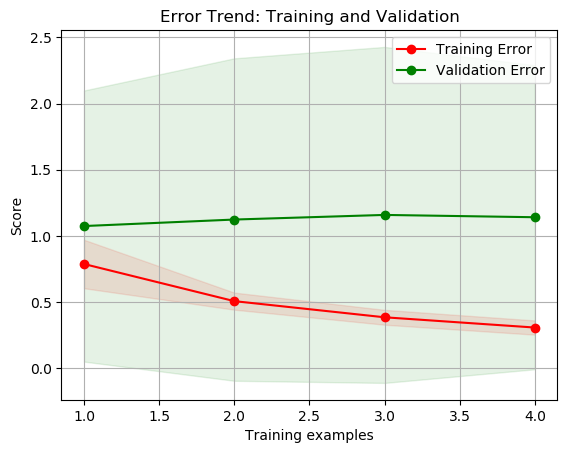 Error Trend: Training and Validation
2.5
2.0
1.5
1.0
0.5
0.0
Score
Training Error
Validation Error
1.0 1.5 2.0 2.5 3.0 3.5 4.0
Training examples